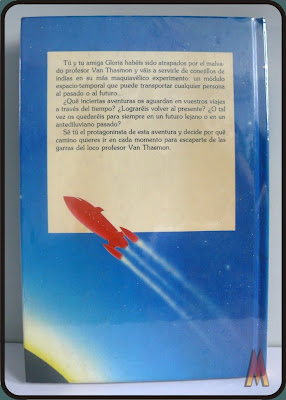 Tú y tu amiga Gloria habéis sido atrapados por el malva-
do profesor Van Thasmon y váis a servirle de conejillos de
indias en su más maquiavélico experimento: un módulo
espacio-temporal que puede transportar cualquier persona
al pasado o al futuro...
¿Qué inciertas aventuras os aguardan en vuestros viajes
a través del tiempo? ¿Lograréis volver al presente? ¿O tal
vez os quedaréis para siempre en un futuro lejano o en un
antediluviano pasado?
Sé tú el protagonista de esta aventura y decide por qué
camino quieres ir en cada momento para escaparte de las
garras del loco profesor Van Thasmon.